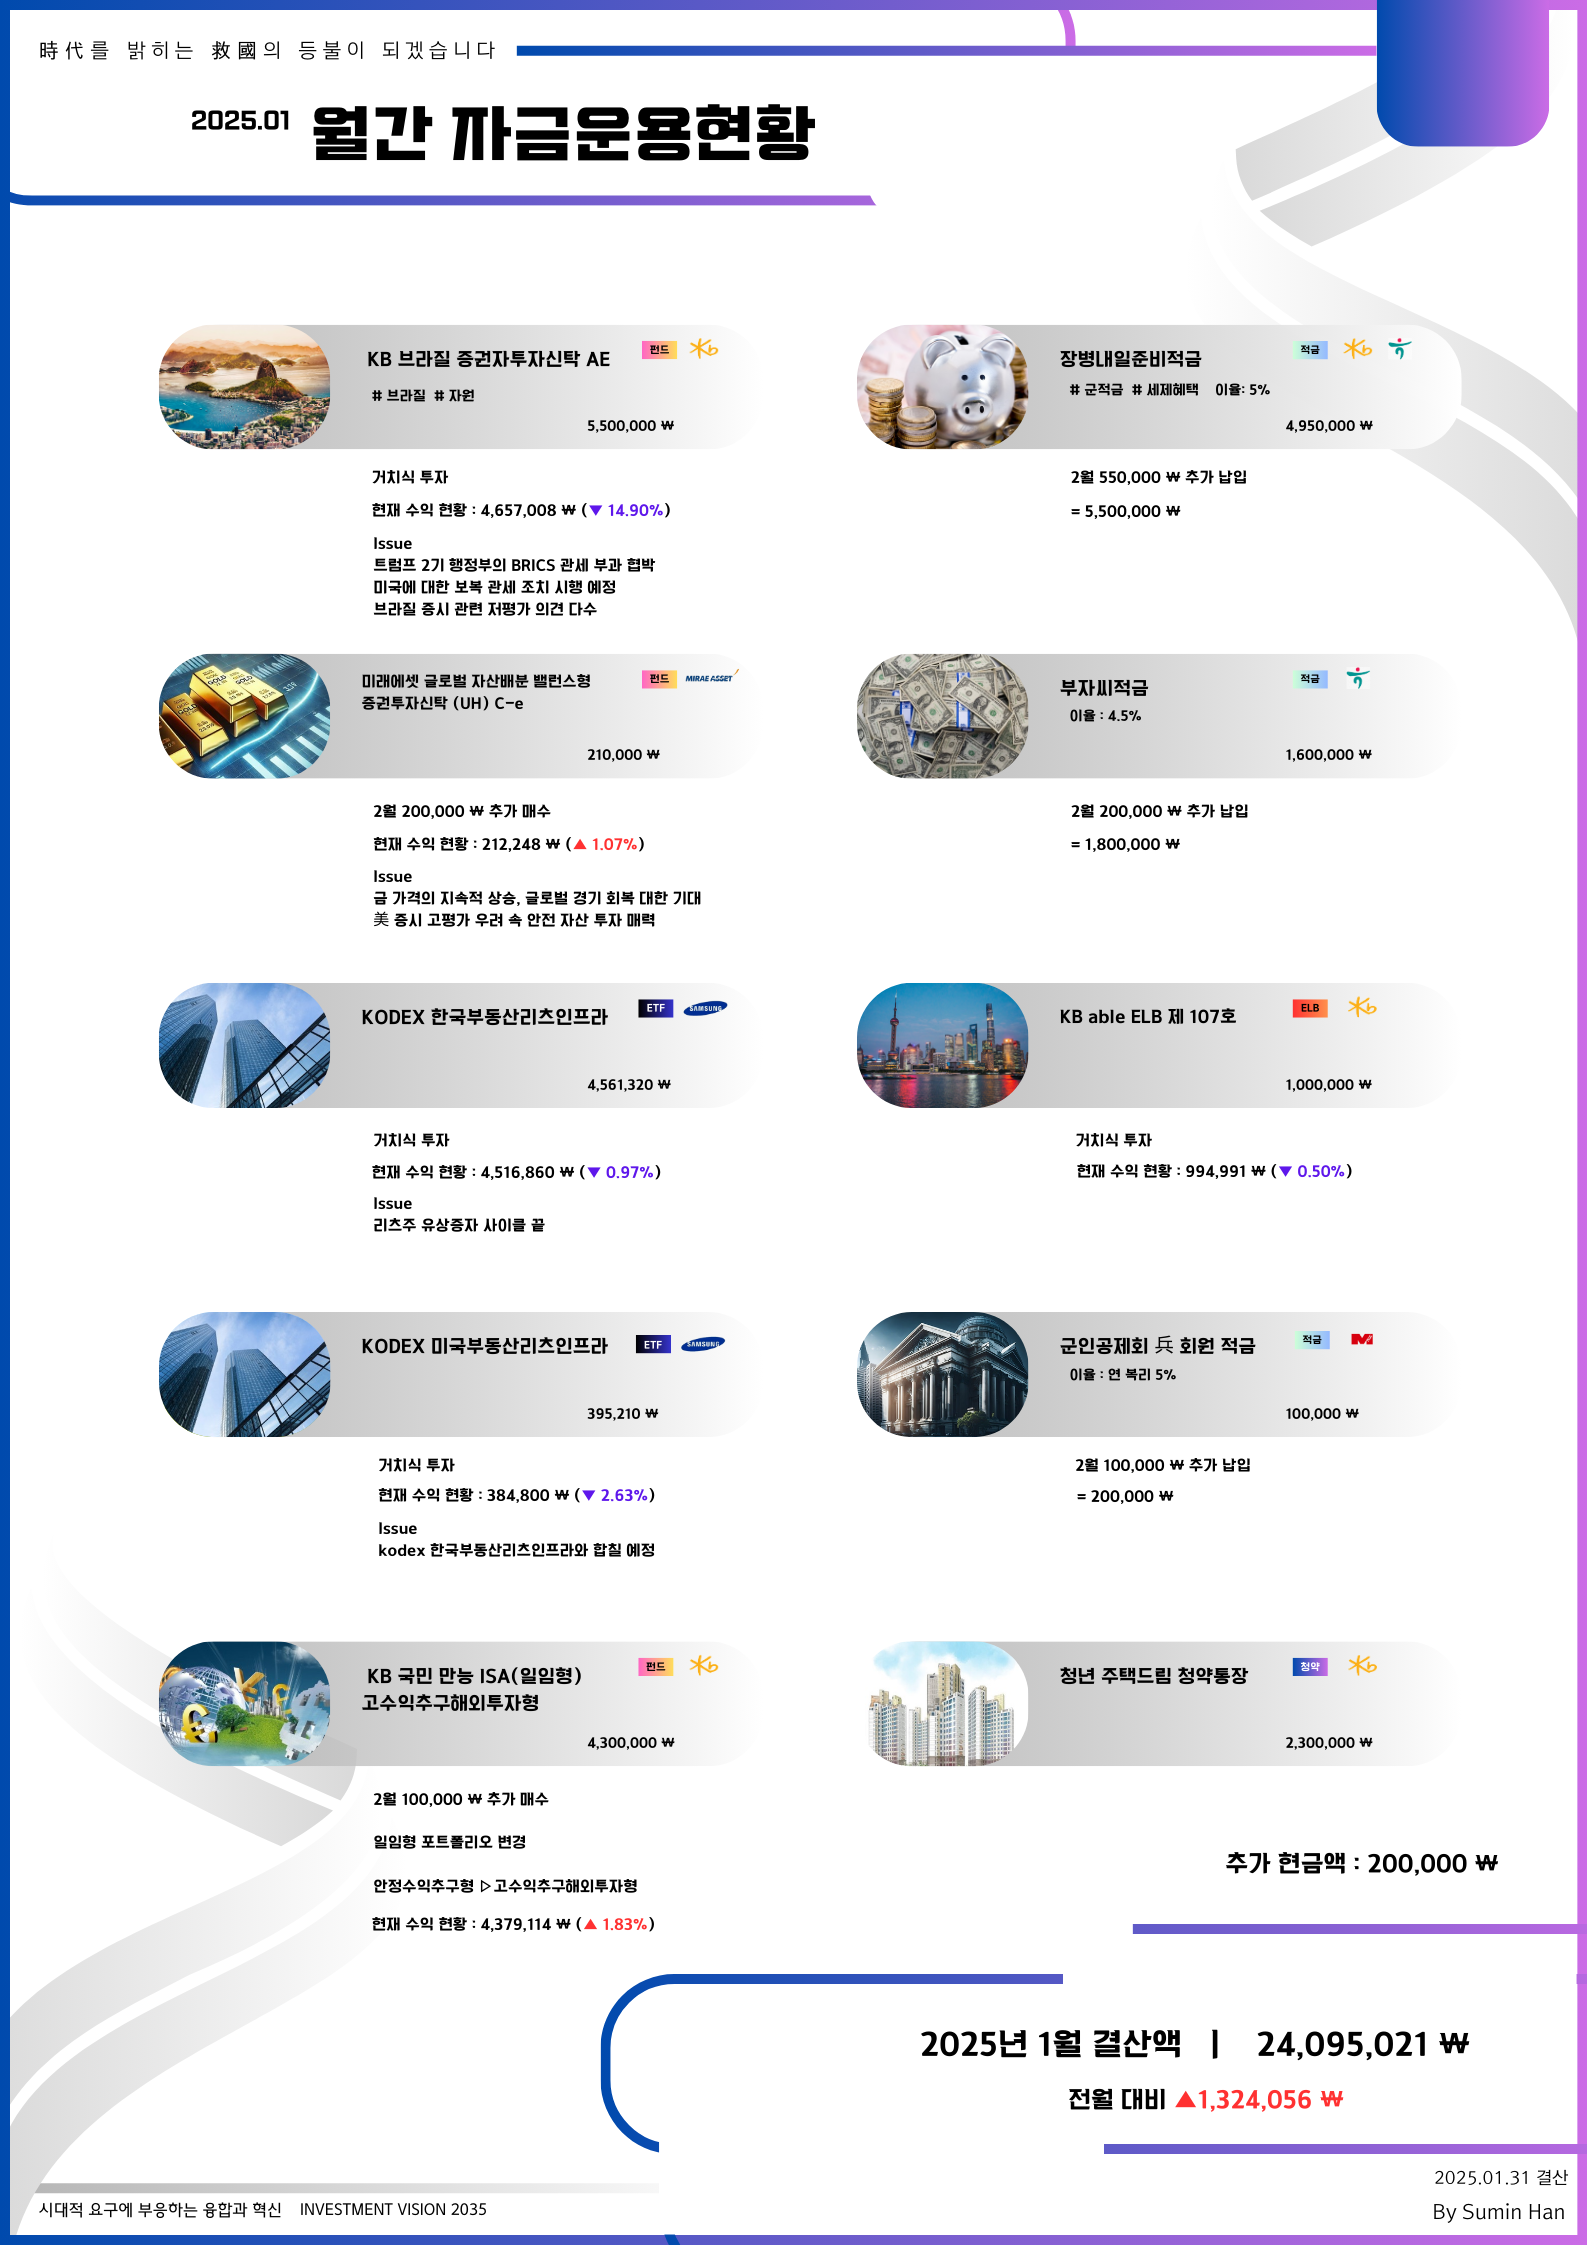 時代를 밝히는 救國의 등불이 되겠습니다
2025.01 월간 자금운용현황
KB 브라질 증권자투자신탁 AE
펀드
# 브라질 # 자원
5,500,000 ₩
거치식 투자
현재 수익 현황 : 4,657,008 ₩ (▼ 14.90%)
Issue
트럼프 2기 행정부의 BRICS 관세 부과 협박
미국에 대한 보복 관세 조치 시행 예정
브라질 증시 관련 저평가 의견 다수
장병내일준비적금
적금
# 군적금 # 세제혜택 이율: 5%
4,950,000 ₩
2월 550,000 ₩ 추가 납입
= 5,500,000 ₩
미래에셋 글로벌 자산배분 밸런스형
증권투자신탁 (UH) C-e
펀드
MIRAE ASSET
210,000 ₩
2월 200,000 ₩ 추가 매수
현재 수익 현황 : 212,248 ₩ (▲ 1.07%)
Issue
금 가격의 지속적 상승, 글로벌 경기 회복 대한 기대
美 증시 고평가 우려 속 안전 자산 투자 매력
부자씨적금
적금
이율 : 4.5%
1,600,000 ₩
2월 200,000 ₩ 추가 납입
= 1,800,000 ₩
KODEX 한국부동산리츠인프라
ETF
SAMSUNG
4,561,320 ₩
거치식 투자
현재 수익 현황 : 4,516,860 ₩ (▼ 0.97%)
Issue
리츠주 유상증자 사이클 끝
KB able ELB 제 107호
ELB
1,000,000 ₩
거치식 투자
현재 수익 현황 : 994,991 ₩ (▼ 0.50%)
KODEX 미국부동산리츠인프라
ETF
SAMSUNG
395,210 ₩
거치식 투자
현재 수익 현황 : 384,800 ₩ (▼ 2.63%)
Issue
kodex 한국부동산리츠인프라와 합칠 예정
군인공제회 兵 회원 적금
적금
이율 : 연 복리 5%
100,000 ₩
2월 100,000 ₩ 추가 납입
= 200,000 ₩
KB 국민 만능 ISA(일임형)
고수익추구해외투자형
펀드
4,300,000 ₩
2월 100,000 ₩ 추가 매수
일임형 포트폴리오 변경
안정수익추구형 ▷고수익추구해외투자형
현재 수익 현황 : 4,379,114 ₩ (▲ 1.83%)
청년 주택드림 청약통장
청약
2,300,000 ₩
추가 현금액 : 200,000 ₩
2025년 1월 결산액 | 24,095,021 ₩
전월 대비 ▲1,324,056 ₩
2025.01.31 결산
By Sumin Han
시대적 요구에 부응하는 융합과 혁신 INVESTMENT VISION 2035